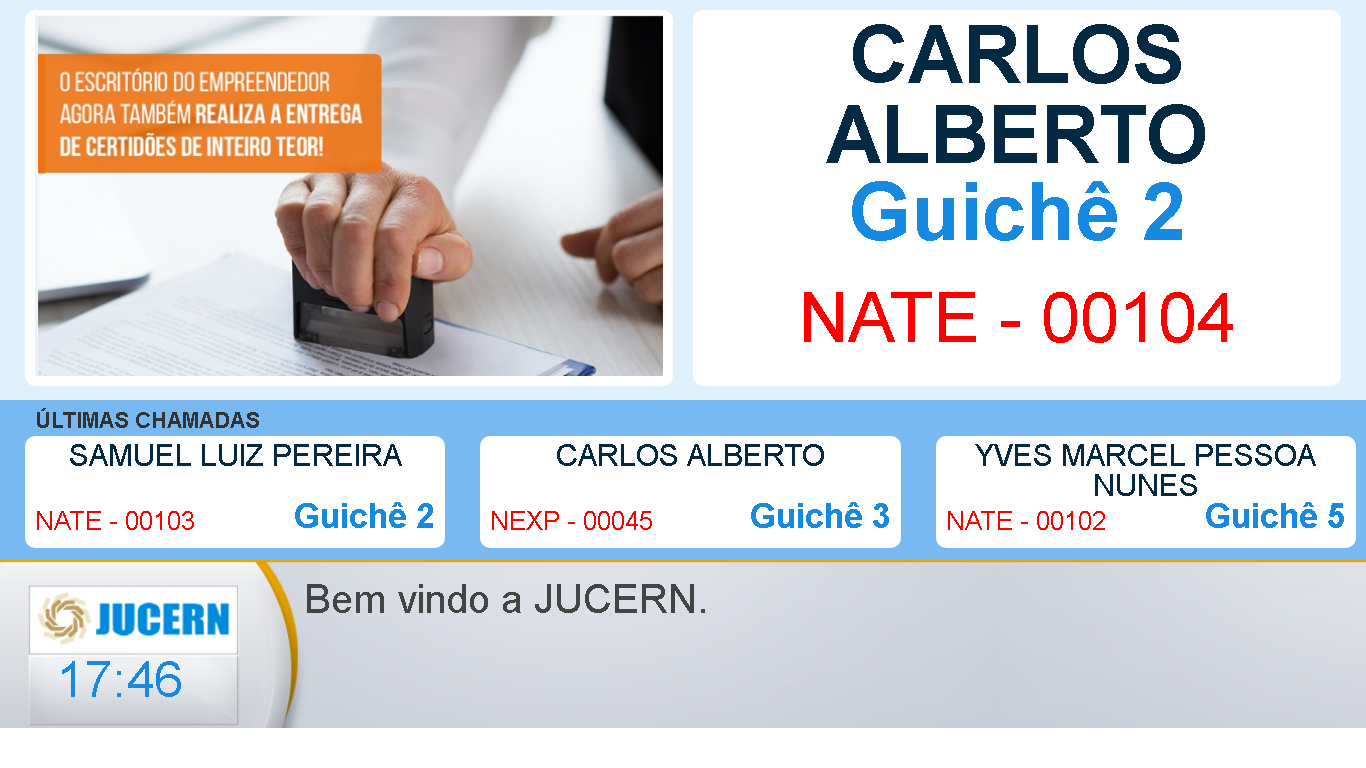 O ESCRITÓRIO DO EMPREENDEDOR
AGORA TAMBÉM REALIZA A ENTREGA
DE CERTIDÕES DE INTEIRO TEOR!
CARLOS
ALBERTO
Guichê 2
NATE - 00104
ÚLTIMAS CHAMADAS
SAMUEL LUIZ PEREIRA
NATE - 00103
Guichê 2
CARLOS ALBERTO
NEXP - 00045
Guichê 3
YVES MARCEL PESSOA
NUNES
NATE - 00102
Guichê 5
JUCERN
17:46
Bem vindo a JUCERN.